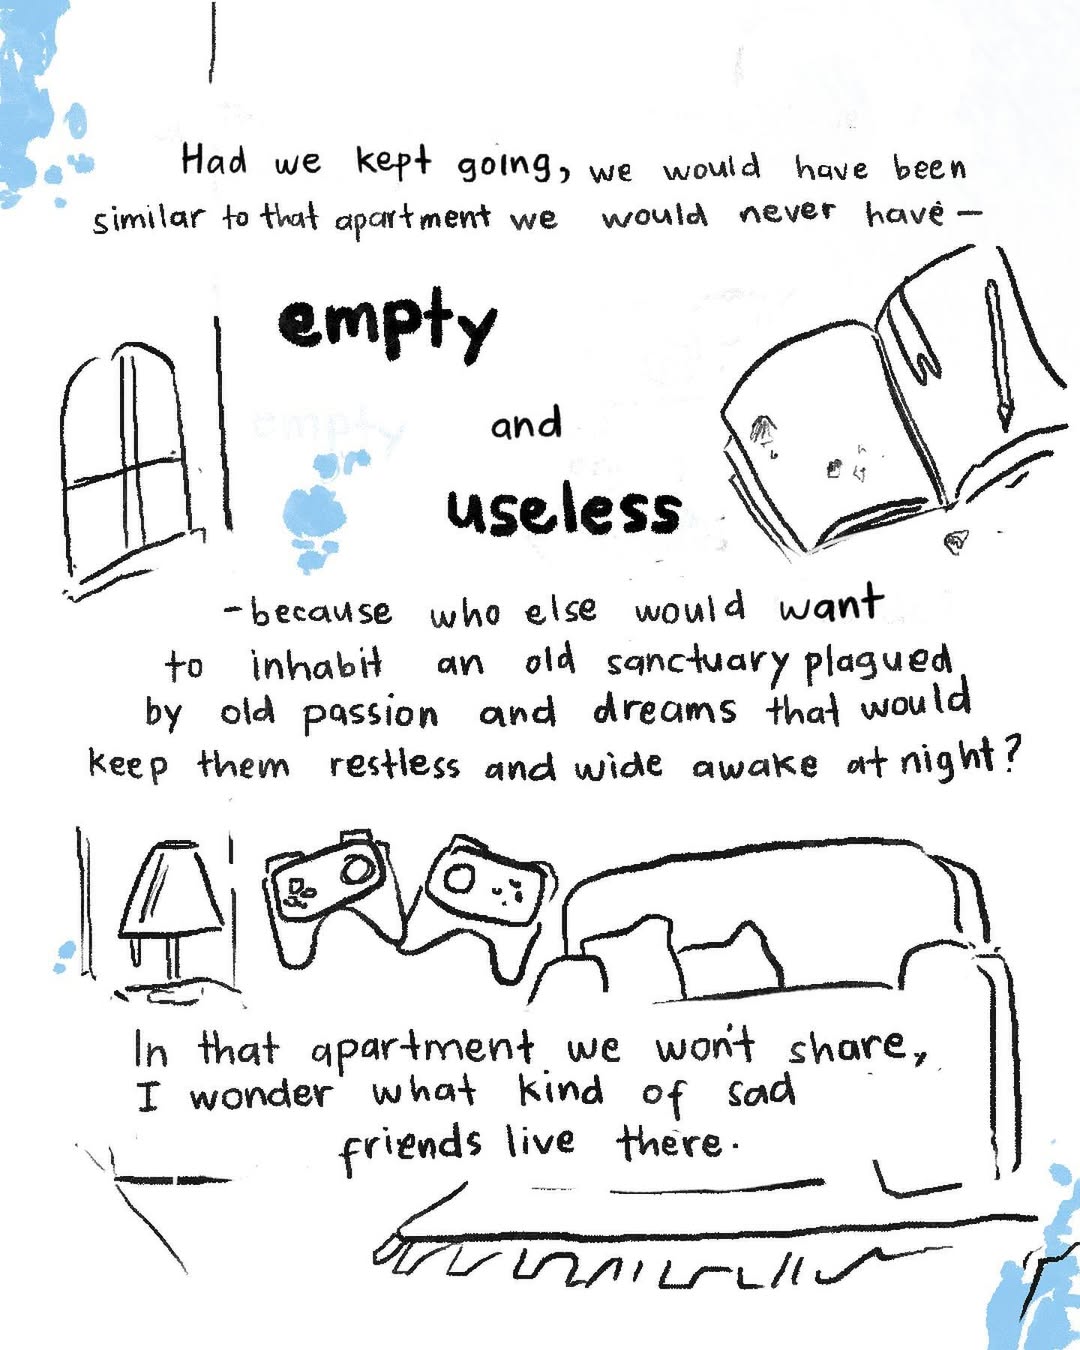 Had we kept going, we would have been
similar to that apartment we would never have —
empty
and
useless
- because who else would want
to inhabit an old sanctuary plagued
by old passion and dreams that would
keep them restless and wide awake at night?
In that apartment we won't share,
I wonder what kind of sad
friends live there.